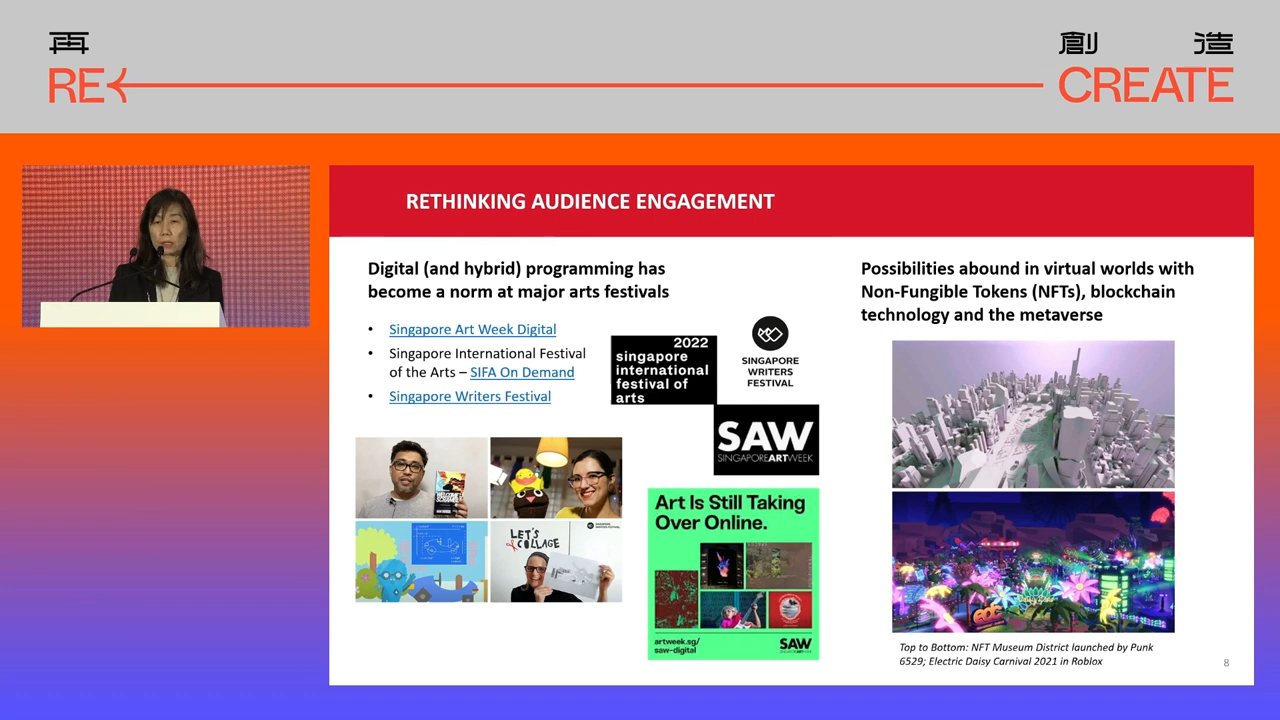 再 創 造
RE CREATE
RETHINKING AUDIENCE ENGAGEMENT
Digital (and hybrid) programming has
become a norm at major arts festivals
• Singapore Art Week Digital
• Singapore International Festival
of the Arts – SIFA On Demand
• Singapore Writers Festival
2022
singapore
international
festival of
arts
SINGAPORE
WRITERS
FESTIVAL
SAW
SINGAPOREARTWEEK
LET'S
COLLAGE
Art Is Still Taking
Over Online.
artweek.sg/
saw-digital
SAW
Possibilities abound in virtual worlds with
Non-Fungible Tokens (NFTs), blockchain
technology and the metaverse
Top to Bottom: NFT Museum District launched by Punk
6529; Electric Daisy Carnival 2021 in Roblox
8